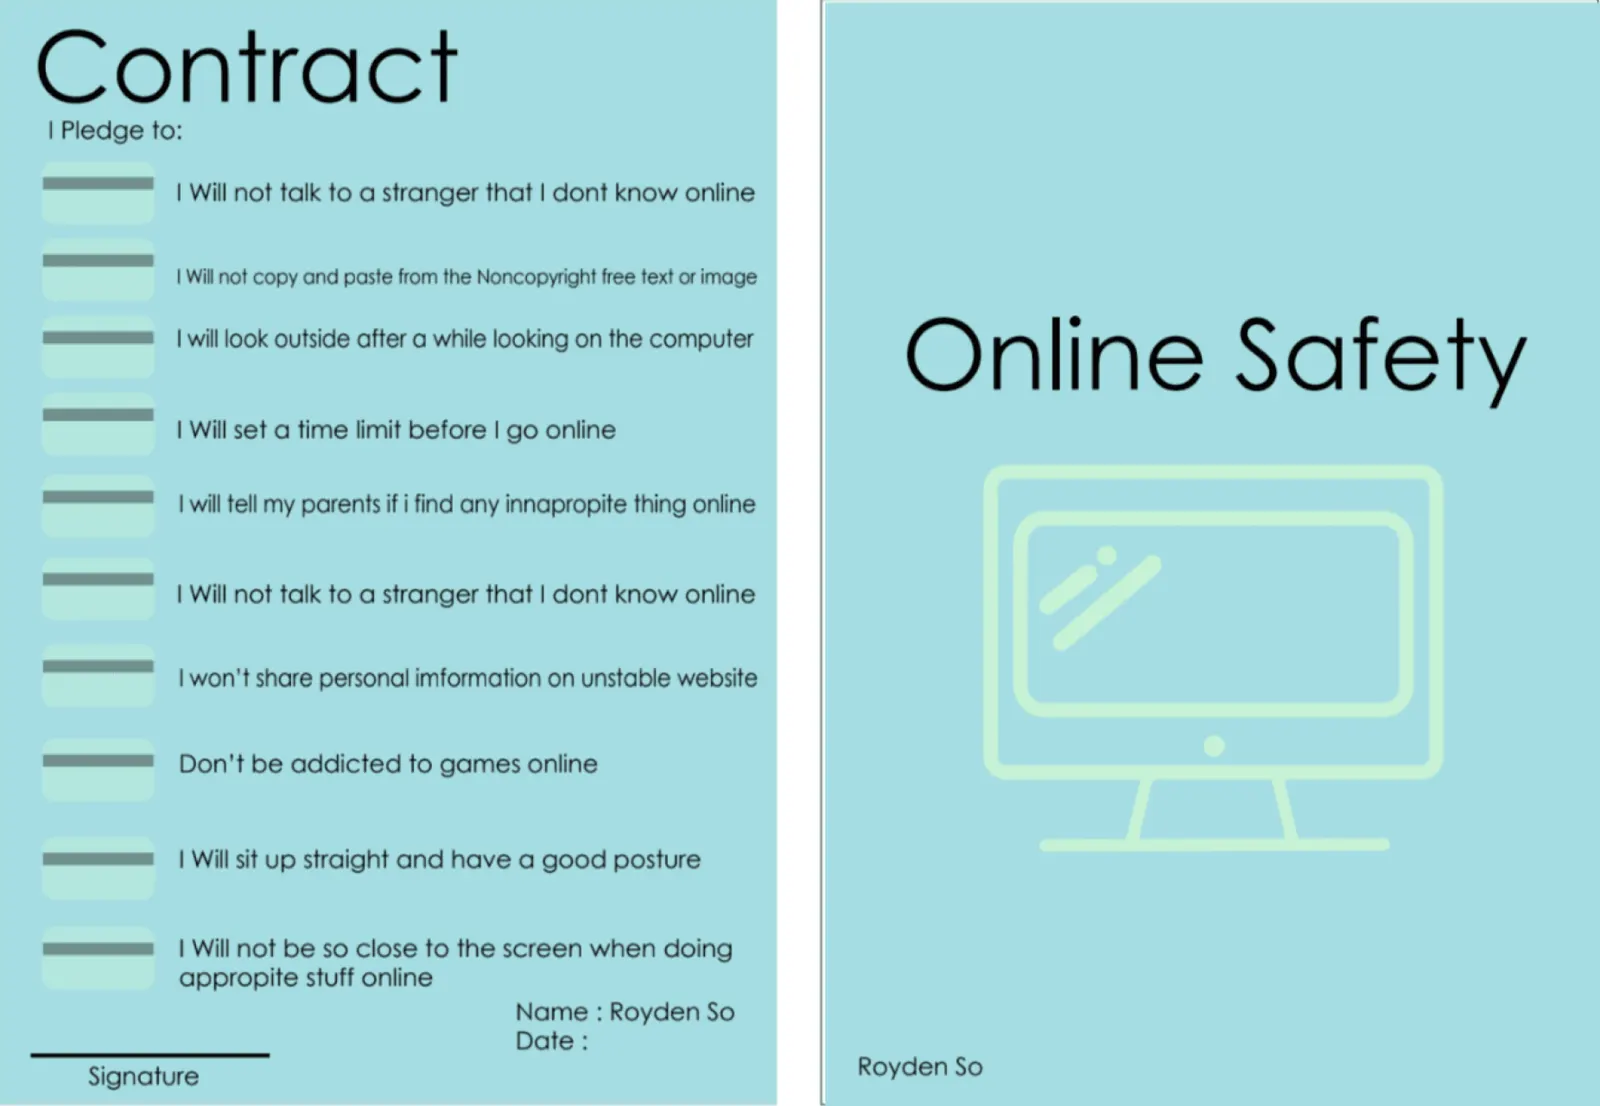 Contract
I Pledge to:
I Will not talk to a stranger that I dont know online
I Will not copy and paste from the Noncopyright free text or image
I will look outside after a while looking on the computer
I Will set a time limit before I go online
I will tell my parents if i find any innapropite thing online
I Will not talk to a stranger that I dont know online
I won't share personal imformation on unstable website
Don't be addicted to games online
I Will sit up straight and have a good posture
I Will not be so close to the screen when doing
appropite stuff online
Name : Royden So
Date :
Signature
Online Safety
Royden So